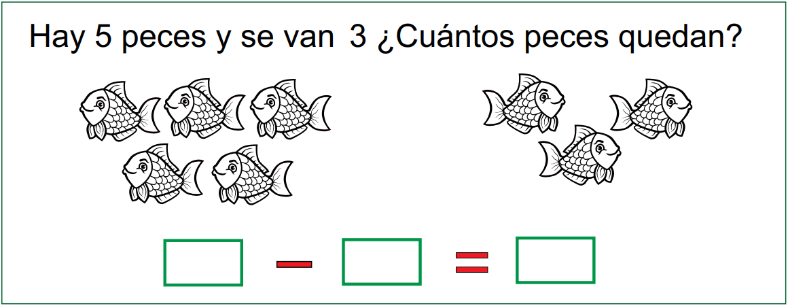 Hay 5 peces y se van 3 ¿Cuántos peces quedan?
− =